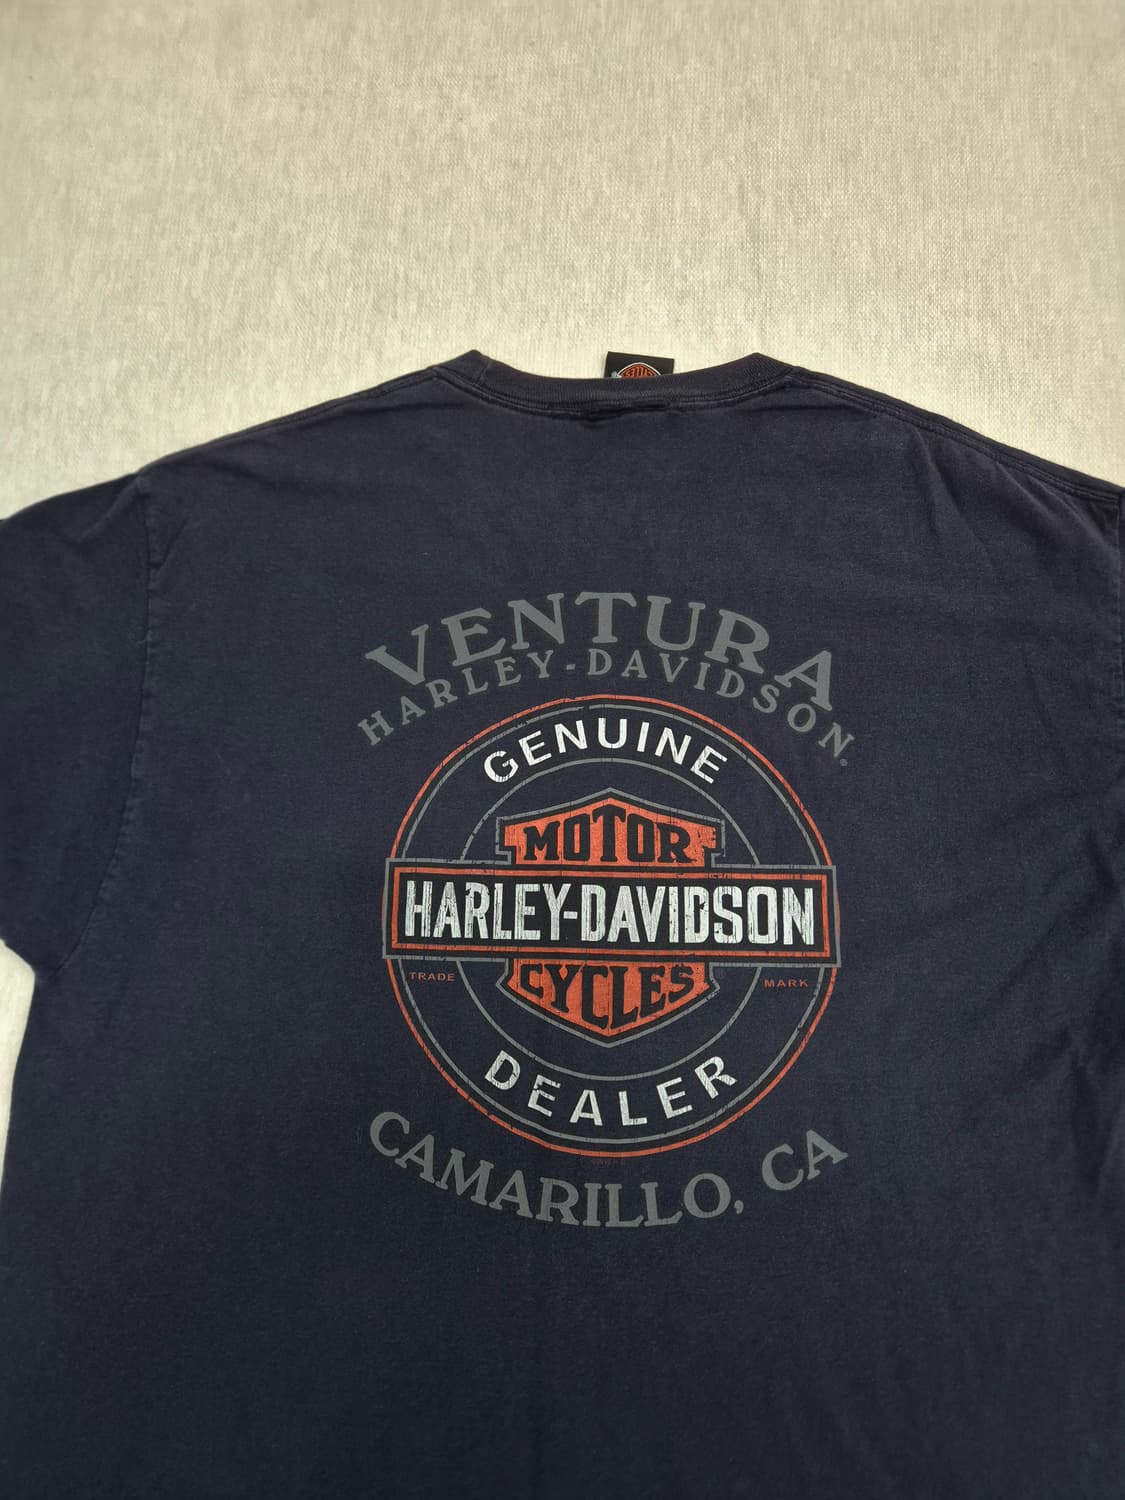 VENTURA
HARLEY-DAVIDSON®
GENUINE
MOTOR
HARLEY-DAVIDSON
CYCLES
TRADE MARK
DEALER
CAMARILLO, CA